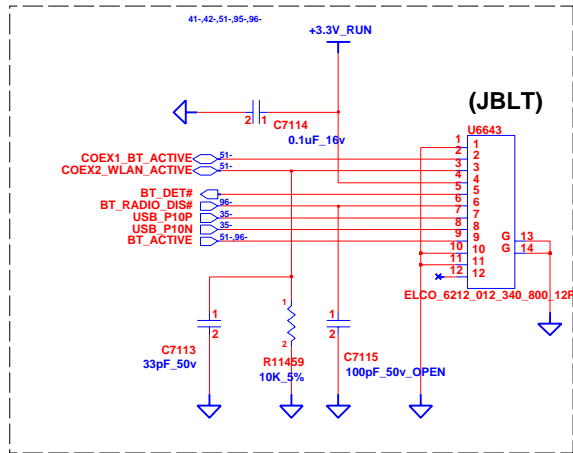 41-,42-,51-,95-,96-
+3.3V_RUN
(JBLT)
2 1
C7114
0.1uF_16v
U6643
COEX1_BT_ACTIVE 51-
COEX2_WLAN_ACTIVE 51-
BT_DET#
BT_RADIO_DIS# 96-
USB_P10P 35-
USB_P10N 35-
BT_ACTIVE 51-,96-
1 1
2 2
3 3
4 4
5 5
6 6
7 7
8 8
9 9
10 10
11 11
12 12
G 13
G 14
ELCO_6212_012_340_800_12P
1
2
C7113
33pF_50v
1
2
R11459
10K_5%
1
2
C7115
100pF_50v_OPEN